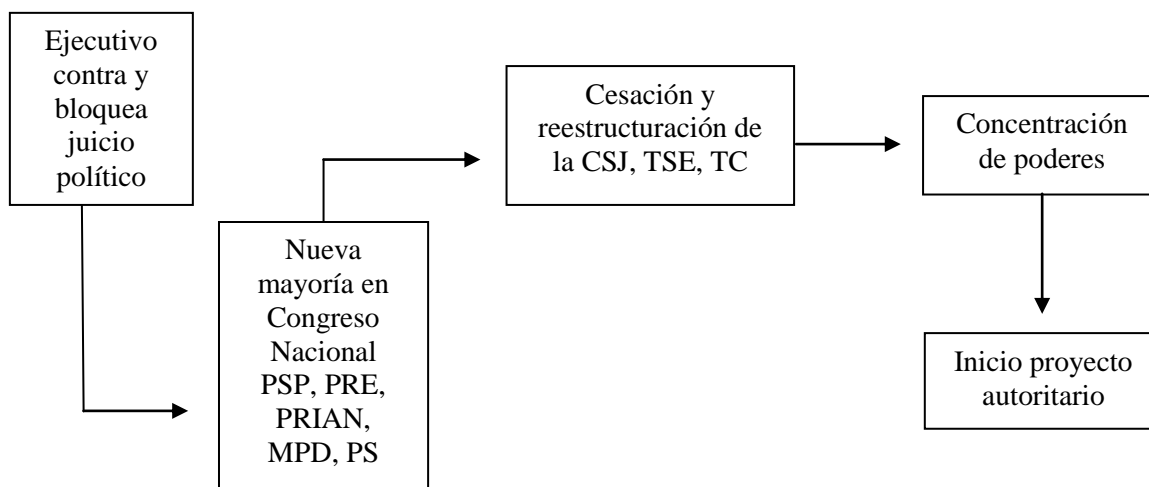 Ejecutivo
contra y
bloquea
juicio
político
Nueva
mayoría en
Congreso
Nacional
PSP, PRE,
PRIAN,
MPD, PS
Cesación y
reestructuración de
la CSJ, TSE, TC
Concentración
de poderes
Inicio proyecto
autoritario